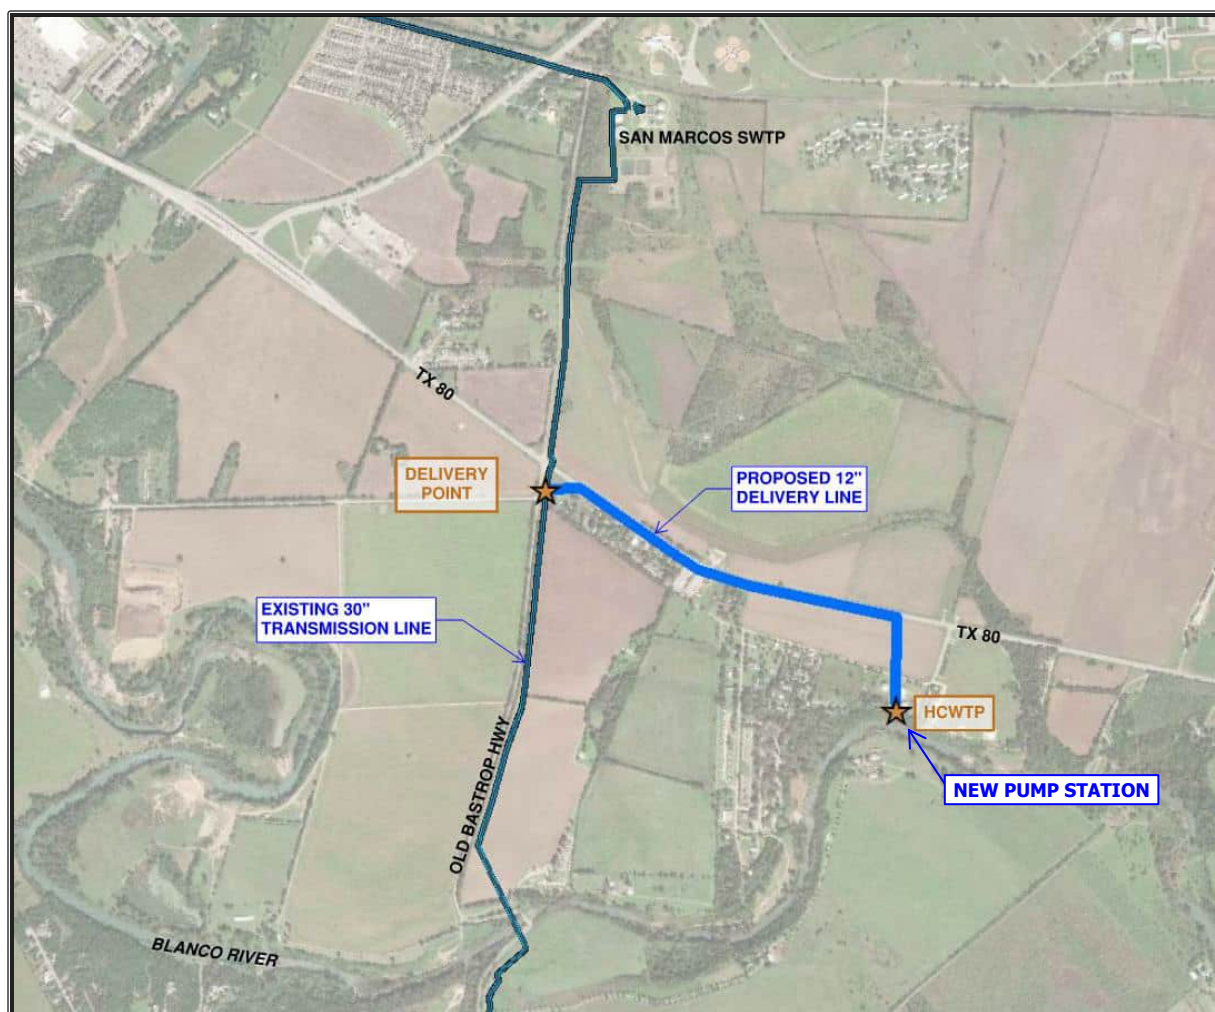 SAN MARCOS SWTP
TX 80
DELIVERY
POINT
PROPOSED 12"
DELIVERY LINE
EXISTING 30"
TRANSMISSION LINE
TX 80
HCWTP
OLD BASTROP HWY
NEW PUMP STATION
BLANCO RIVER